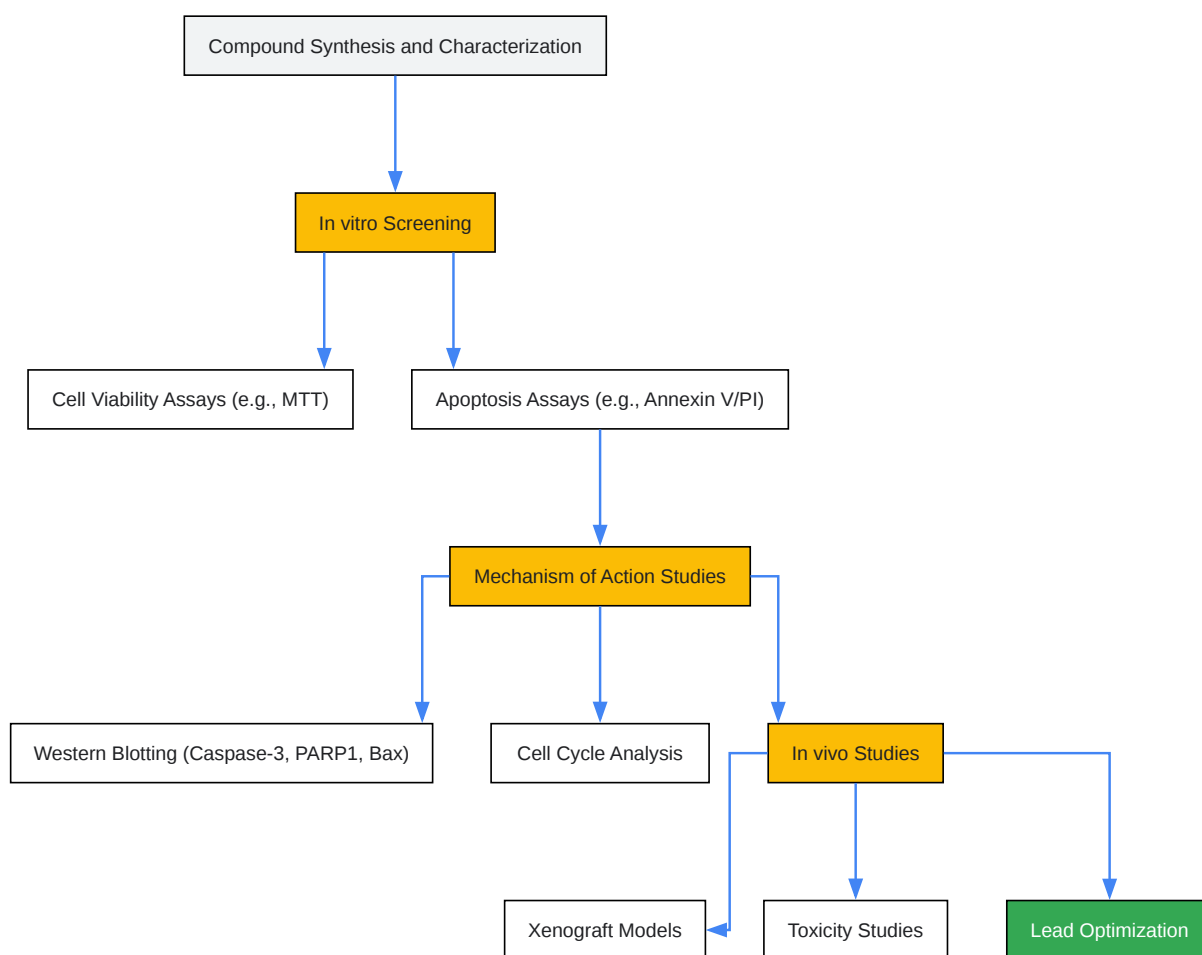 Compound Synthesis and Characterization
In vitro Screening
Cell Viability Assays (e.g., MTT)
Apoptosis Assays (e.g., Annexin V/PI)
Mechanism of Action Studies
Western Blotting (Caspase-3, PARP1, Bax)
Cell Cycle Analysis
In vivo Studies
Xenograft Models
Toxicity Studies
Lead Optimization